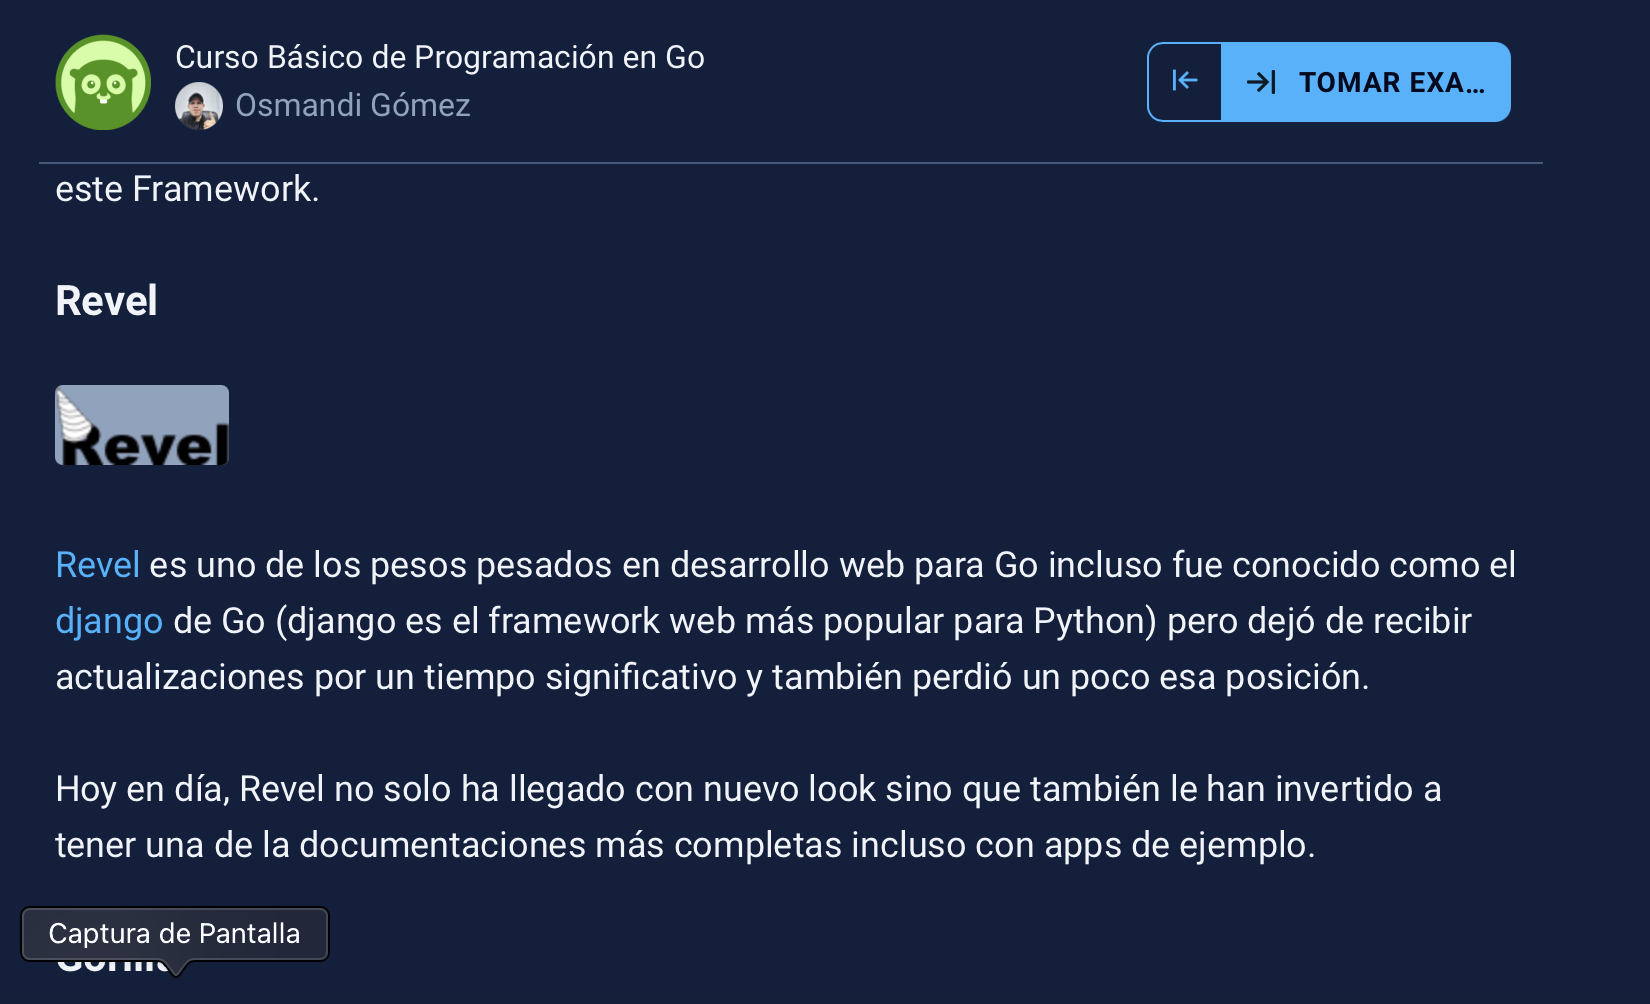 Curso Básico de Programación en Go
Osmandi Gómez
TOMAR EXA...
este Framework.
Revel
Revel
Revel es uno de los pesos pesados en desarrollo web para Go incluso fue conocido como el
django de Go (django es el framework web más popular para Python) pero dejó de recibir
actualizaciones por un tiempo significativo y también perdió un poco esa posición.
Hoy en día, Revel no solo ha llegado con nuevo look sino que también le han invertido a
tener una de la documentaciones más completas incluso con apps de ejemplo.
Captura de Pantalla